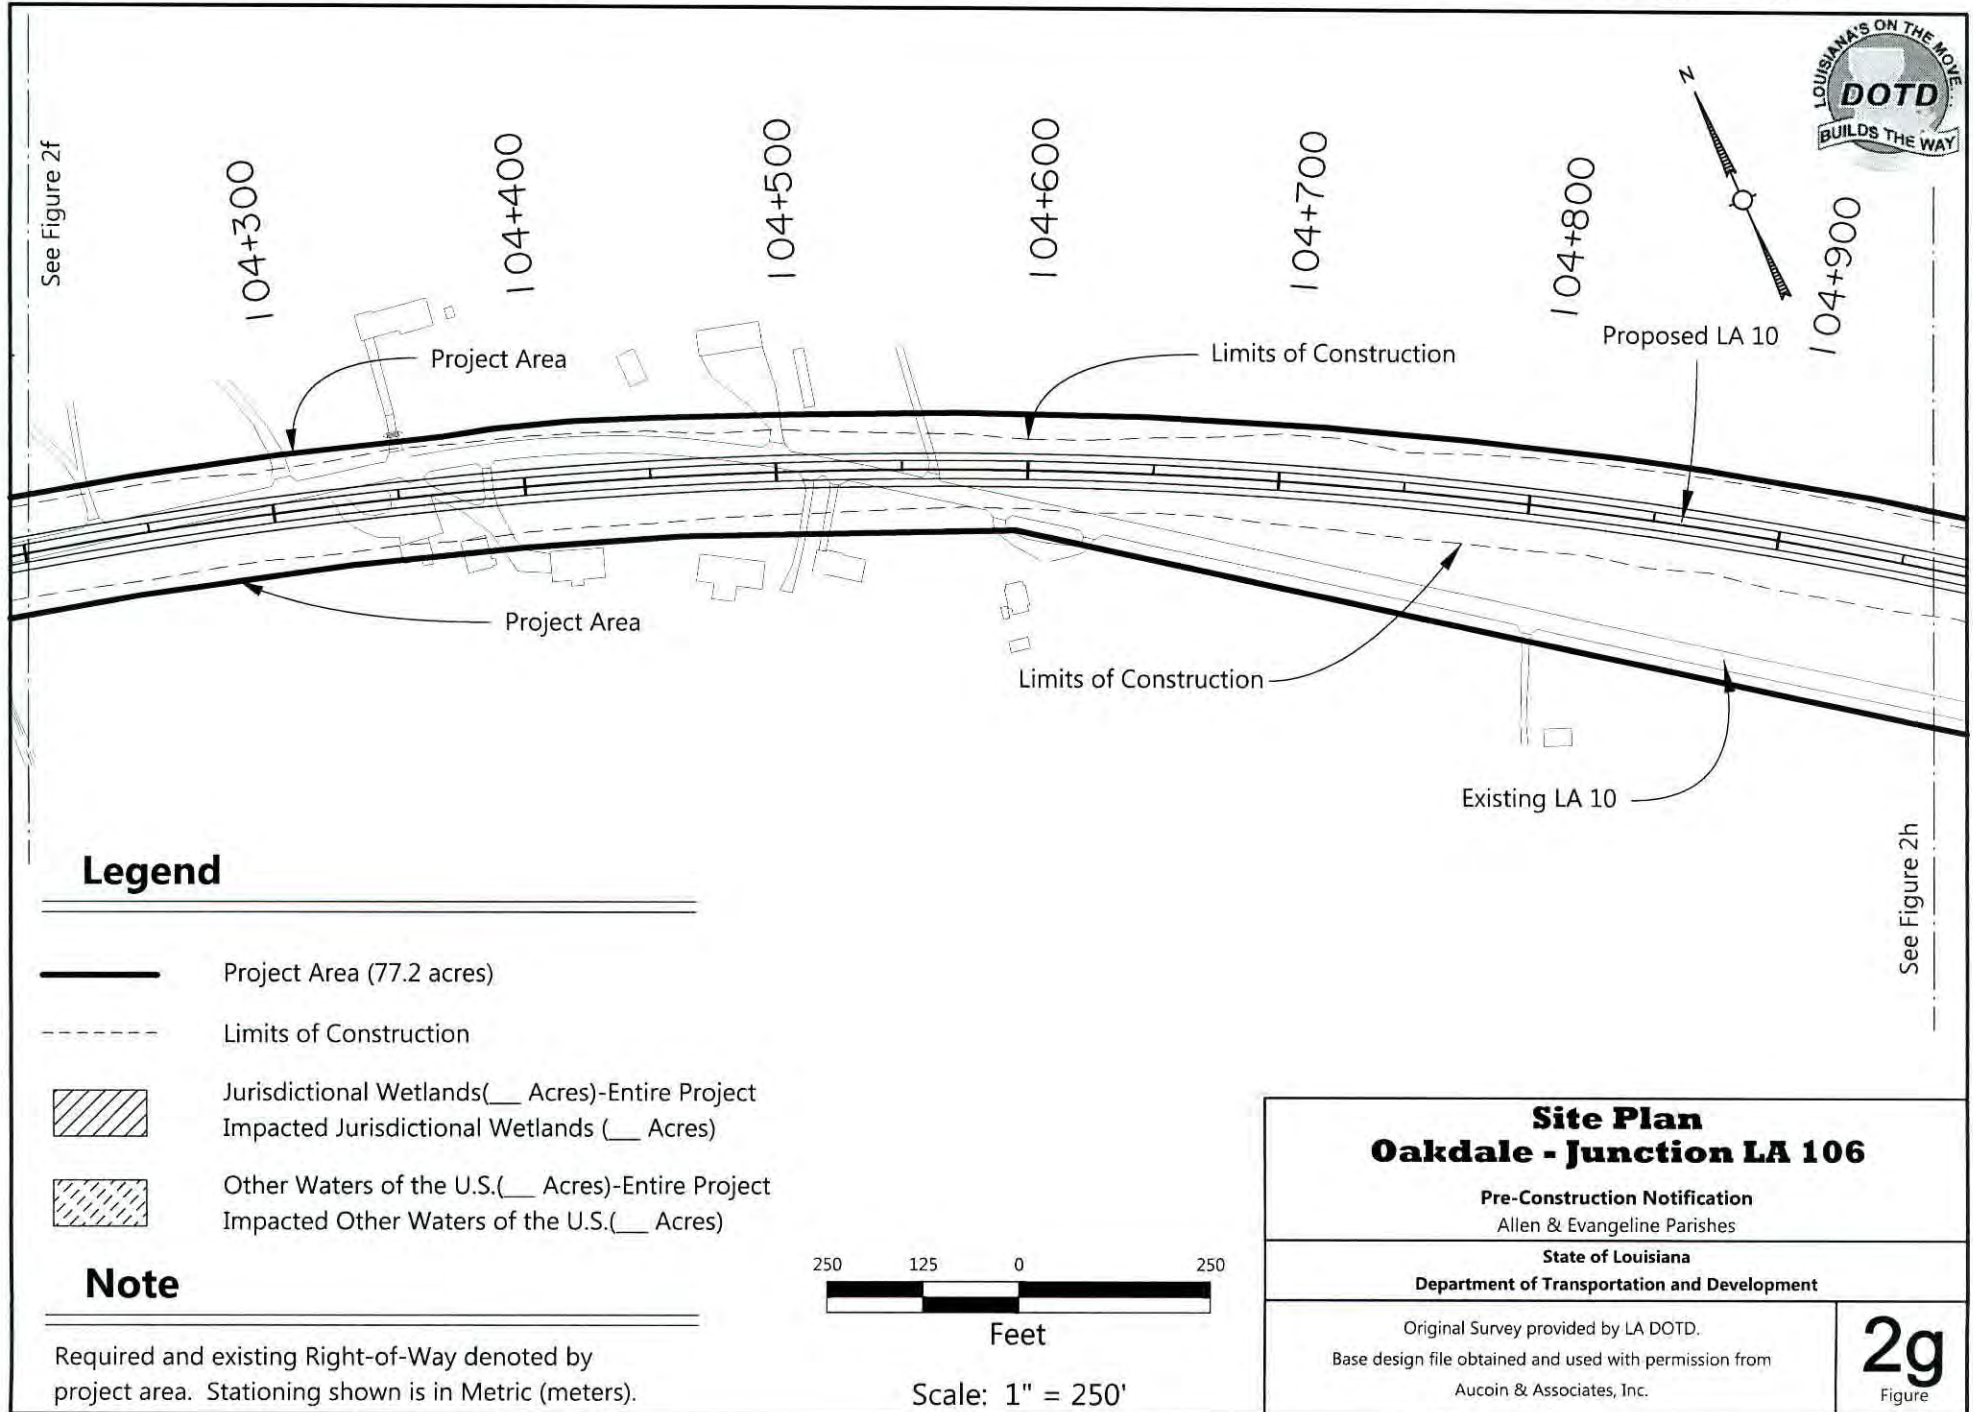 LOUISIANA'S ON THE MOVE...
DOTD
BUILDS THE WAY
N
See Figure 2f
104+300
104+400
104+500
104+600
104+700
104+800
104+900
Project Area
Limits of Construction
Proposed LA 10
Project Area
Limits of Construction
Existing LA 10
See Figure 2h
Legend
Project Area (77.2 acres)
Limits of Construction
Jurisdictional Wetlands(__ Acres)-Entire Project
Impacted Jurisdictional Wetlands (__ Acres)
Other Waters of the U.S.(__ Acres)-Entire Project
Impacted Other Waters of the U.S.(__ Acres)
Note
Required and existing Right-of-Way denoted by
project area. Stationing shown is in Metric (meters).
250 125 0 250
Feet
Scale: 1" = 250'
Site Plan
Oakdale - Junction LA 106
Pre-Construction Notification
Allen & Evangeline Parishes
State of Louisiana
Department of Transportation and Development
Original Survey provided by LA DOTD.
Base design file obtained and used with permission from
Aucoin & Associates, Inc.
2g
Figure